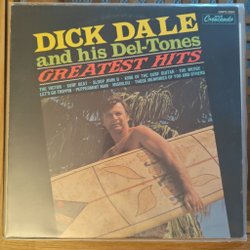 DICK DALE
and his Del-Tones
GREATEST HITS
THE VICTOR · SURF BEAT · SLOOP JOHN B · KING OF THE SURF GUITAR · THE WEDGE
LET'S GO TRIPPIN' · PEPPERMINT MAN · MISIRLOU · THOSE MEMORIES OF YOU AND OTHERS
Crescendo